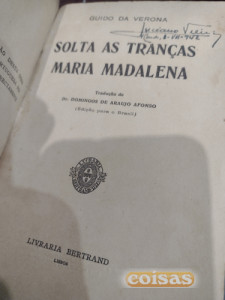 GUIDO DA VERONA
SOLTA AS TRANÇAS
MARIA MADALENA
Tradução de
DR. DOMINGOS DE ARAUJO AFONSO
(Edição para o Brasil)
LIVRARIA BERTRAND
LISBOA
coisas